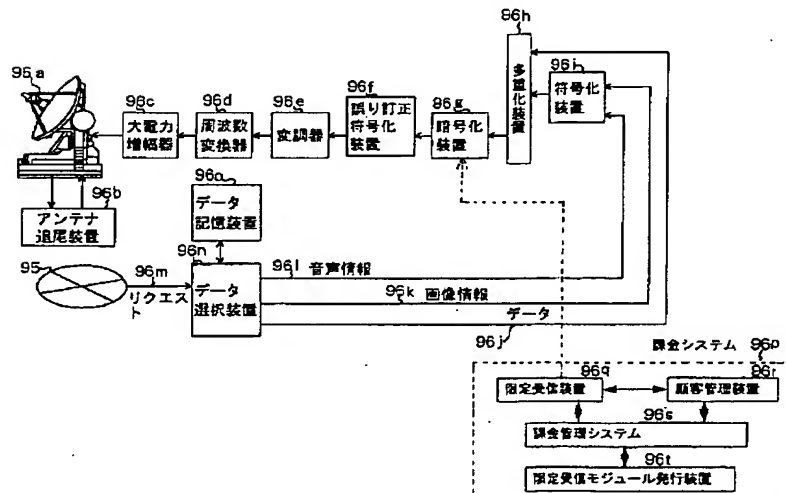 96h
96a
96c
大電力
増幅器
96d
周波数
変換器
96e
変調器
96f
誤り訂正
符号化
装置
96g
暗号化
装置
多重化装置
96i
符号化
装置
96b
アンテナ
追尾装置
96o
データ
記憶装置
95
96m
リクエス
ト
96n
データ
選択装置
96l 音声情報
96k 画像情報
データ
96j
課金システム 96p
96q
限定受信装置
96r
顧客管理装置
96s
課金管理システム
96t
限定受信モジュール発行装置